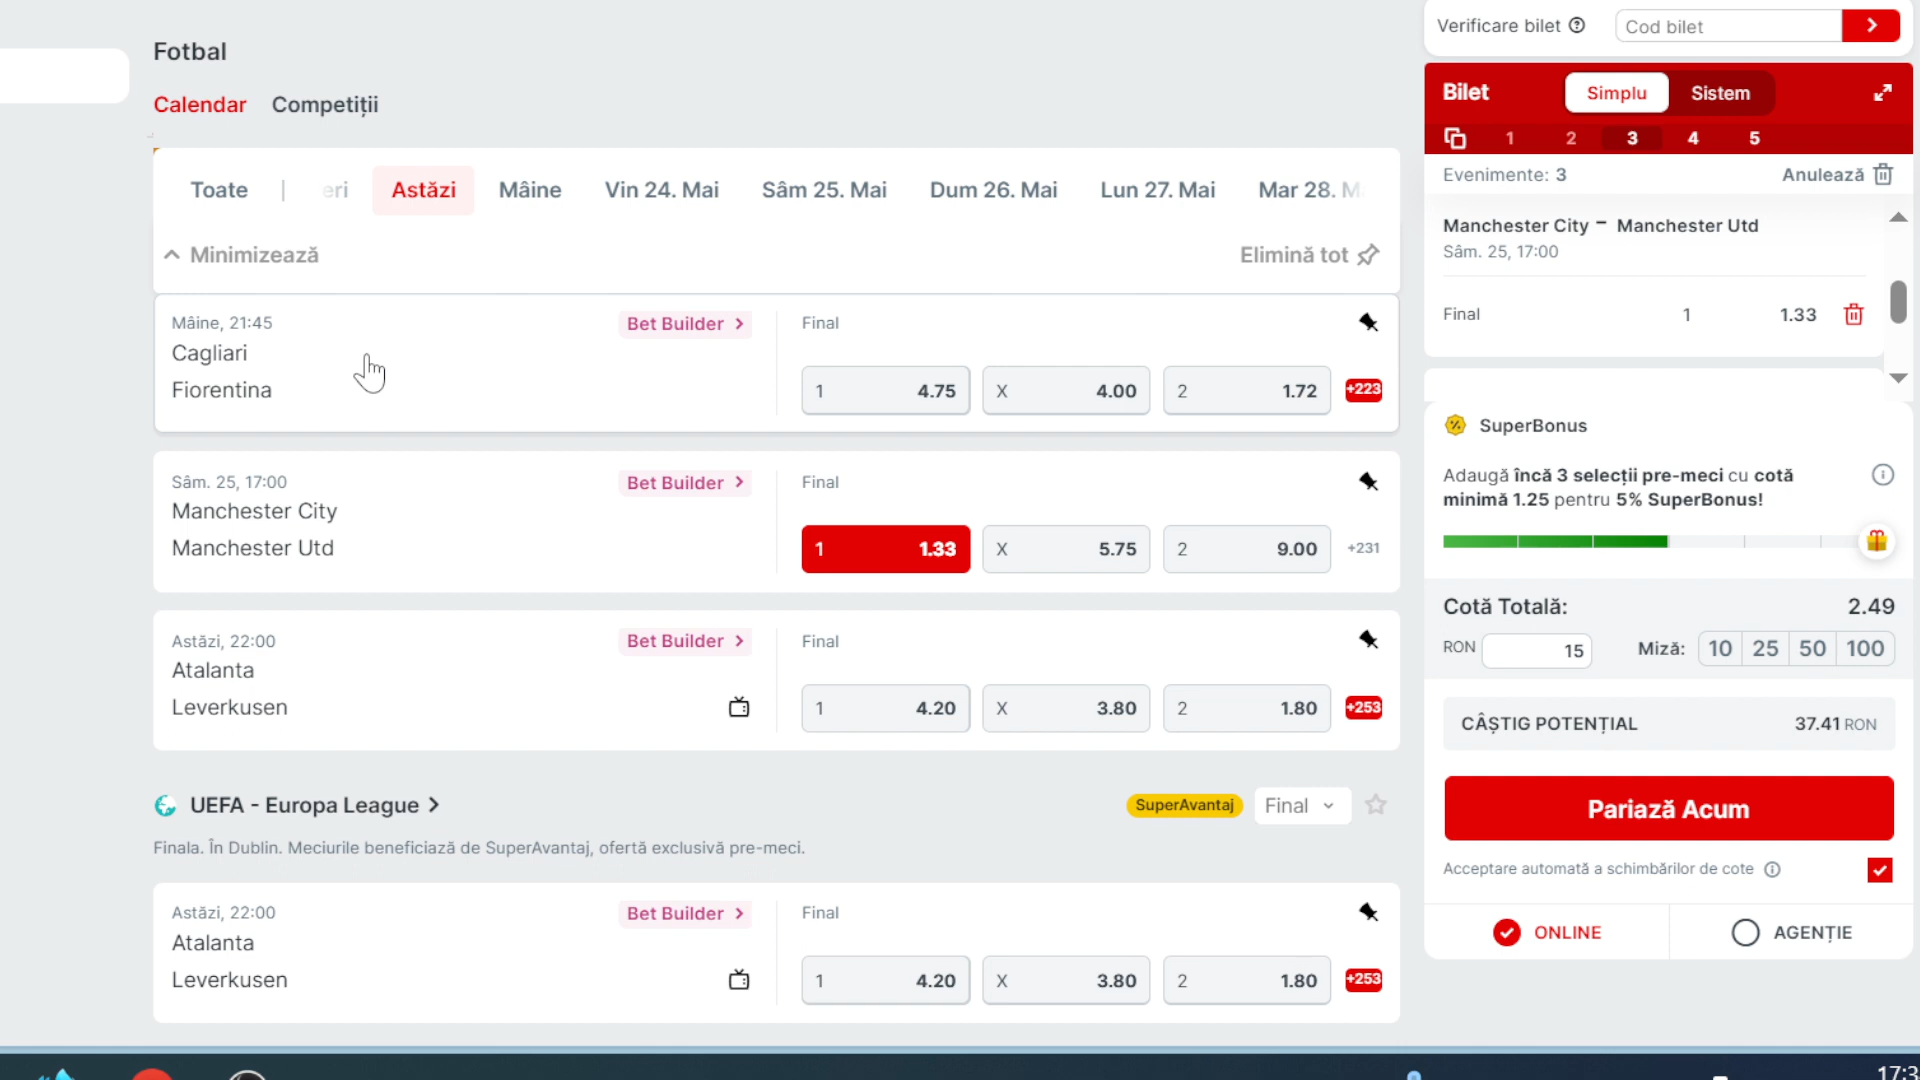 Fotbal
Calendar Competiții
Toate | eri Astăzi Mâine Vin 24. Mai Sâm 25. Mai Dum 26. Mai Lun 27. Mai Mar 28. M
Minimizează Elimină tot
Mâine, 21:45 Bet Builder Final
Cagliari
Fiorentina
1 4.75 X 4.00 2 1.72 +223
Sâm. 25, 17:00 Bet Builder Final
Manchester City
Manchester Utd
1 1.33 X 5.75 2 9.00 +231
Astăzi, 22:00 Bet Builder Final
Atalanta
Leverkusen
1 4.20 X 3.80 2 1.80 +253
UEFA - Europa League SuperAvantaj Final
Finala. În Dublin. Meciurile beneficiază de SuperAvantaj, ofertă exclusivă pre-meci.
Astăzi, 22:00 Bet Builder Final
Atalanta
Leverkusen
1 4.20 X 3.80 2 1.80 +253
Verificare bilet Cod bilet
Bilet Simplu Sistem
1 2 3 4 5
Evenimente: 3 Anulează
Manchester City - Manchester Utd
Sâm. 25, 17:00
Final 1 1.33
SuperBonus
Adaugă încă 3 selecții pre-meci cu cotă
minimă 1.25 pentru 5% SuperBonus!
Cotă Totală: 2.49
RON 15 Miză: 10 25 50 100
CÂȘTIG POTENȚIAL 37.41 RON
Pariază Acum
Acceptare automată a schimbărilor de cote
ONLINE AGENȚIE
17:3